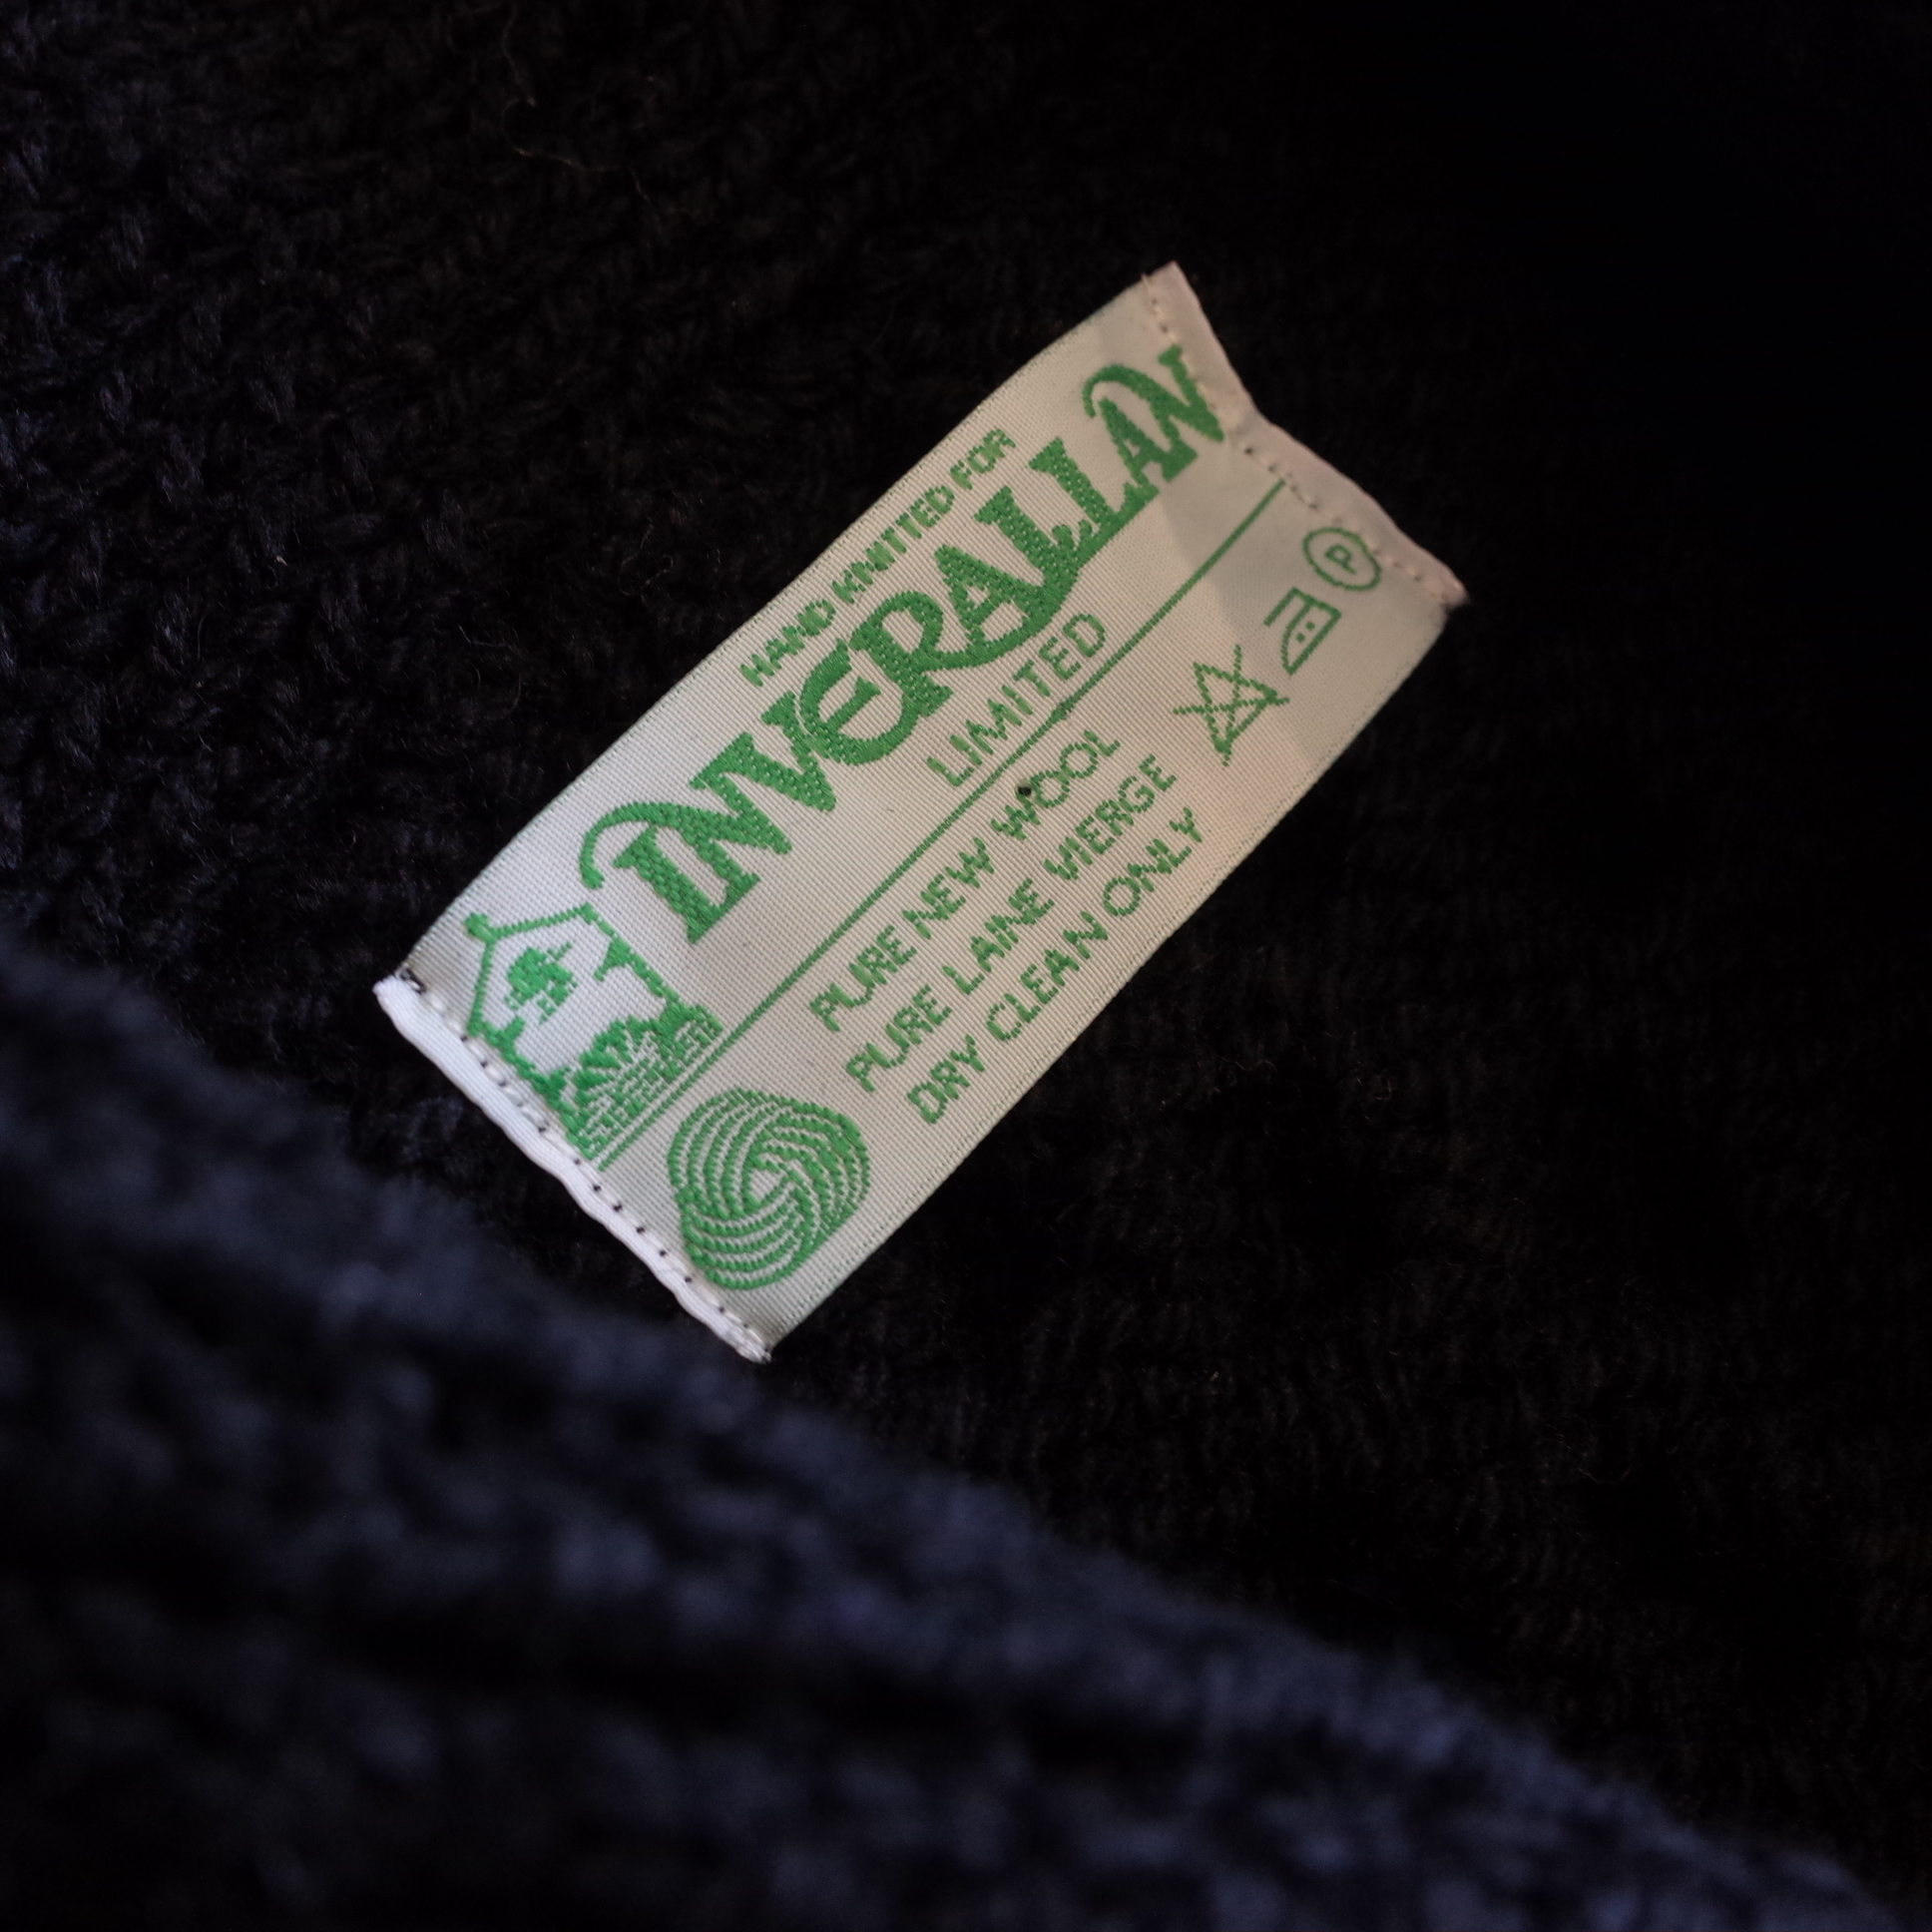 HAND KNITTED FOR
INVERALLAN
LIMITED
PURE NEW WOOL
PURE LAINE VIERGE
DRY CLEAN ONLY
P